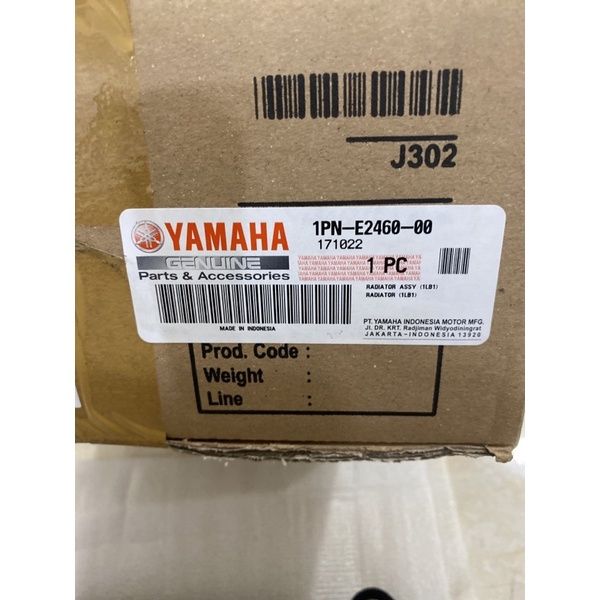 J302
YAMAHA
GENUINE
Parts & Accessories
MADE IN INDONESIA
1PN-E2460-00
171022
1 PC
RADIATOR ASSY (1LB1)
RADIATOR (1LB1)
PT. YAMAHA INDONESIA MOTOR MFG.
JL. DR. KRT. Radjiman Widyodiningrat
JAKARTA-INDONESIA 13920
Prod. Code :
Weight :
Line :